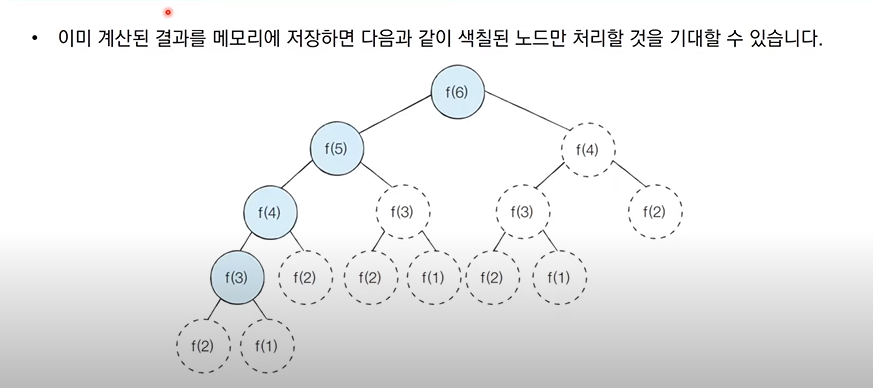 • 이미 계산된 결과를 메모리에 저장하면 다음과 같이 색칠된 노드만 처리할 것을 기대할 수 있습니다.
f(6)
f(5) f(4)
f(4) f(3) f(3) f(2)
f(3) f(2) f(2) f(1) f(2) f(1)
f(2) f(1)